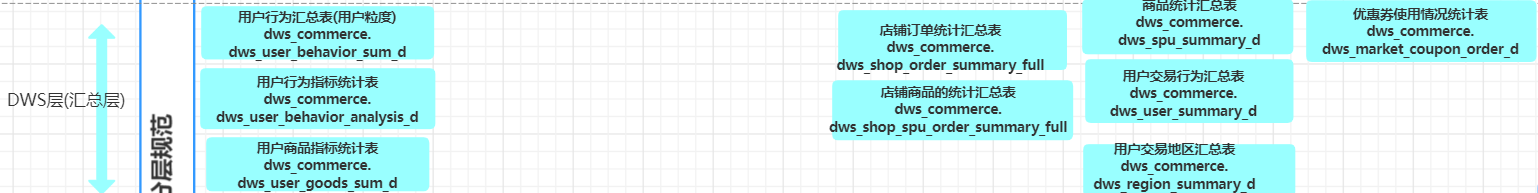 DWS层(汇总层)
分层规范
用户行为汇总表(用户粒度)
dws_commerce.
dws_user_behavior_sum_d
用户行为指标统计表
dws_commerce.
dws_user_behavior_analysis_d
用户商品指标统计表
dws_commerce.
dws_user_goods_sum_d
店铺订单统计汇总表
dws_commerce.
dws_shop_order_summary_full
店铺商品的统计汇总表
dws_commerce.
dws_shop_spu_order_summary_full
商品统计汇总表
dws_commerce.
dws_spu_summary_d
用户交易行为汇总表
dws_commerce.
dws_user_summary_d
用户交易地区汇总表
dws_commerce.
dws_region_summary_d
优惠券使用情况统计表
dws_commerce.
dws_market_coupon_order_d